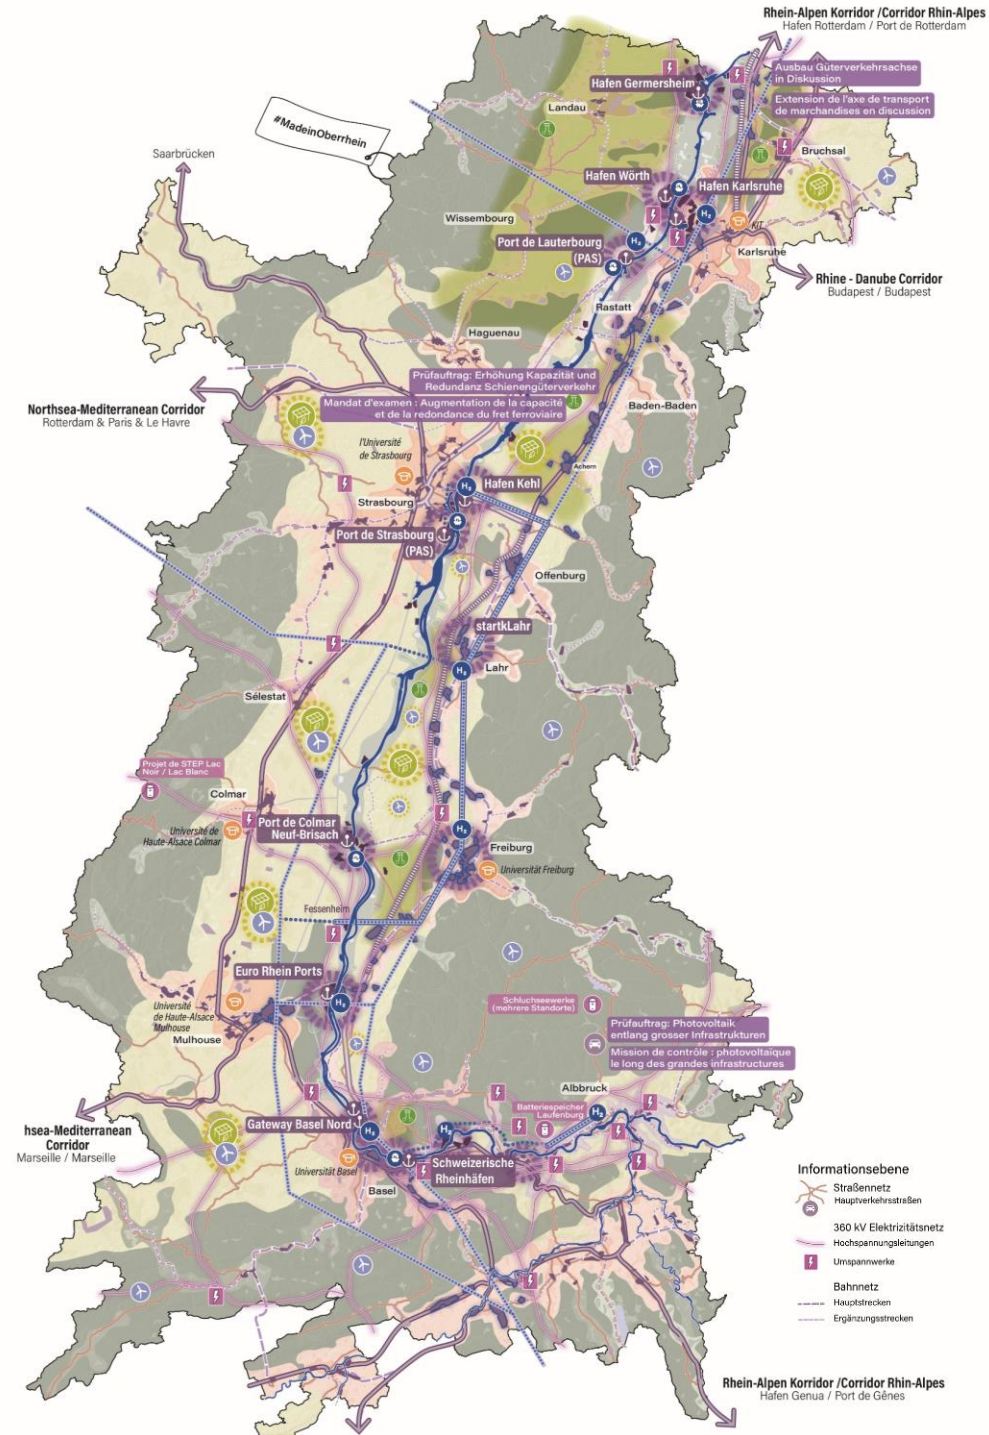 Rhein-Alpen Korridor /Corridor Rhin-Alpes
Hafen Rotterdam / Port de Rotterdam
Ausbau Güterverkehrsachse
in Diskussion
Extension de l'axe de transport
de marchandises en discussion
Hafen Germersheim
Landau
#MadeinOberrhein
Saarbrücken
Bruchsal
Hafen Wörth
Hafen Karlsruhe
Wissembourg
H₂
KIT
Port de Lauterbourg
(PAS)
H₂
Karlsruhe
Rhine - Danube Corridor
Budapest / Budapest
Rastatt
Haguenau
Prüfauftrag: Erhöhung Kapazität und
Redundanz Schienengüterverkehr
Mandat d'examen : Augmentation de la capacité
et de la redondance du fret ferroviaire
Northsea-Mediterranean Corridor
Rotterdam & Paris & Le Havre
Baden-Baden
l'Université
de Strasbourg
Achern
H₂
Hafen Kehl
Strasbourg
Port de Strasbourg
(PAS)
Offenburg
startkLahr
H₂
Lahr
Sélestat
Projet de STEP Lac
Noir / Lac Blanc
Colmar
Université de
Haute-Alsace Colmar
Port de Colmar
Neuf-Brisach
H₂
Freiburg
Universität Freiburg
Fessenheim
Euro Rhein Ports
H₂
Université
de Haute-Alsace
Mulhouse
Mulhouse
Schluchseewerke
(mehrere Standorte)
Prüfauftrag: Photovoltaik
entlang grosser Infrastrukturen
Mission de contrôle : photovoltaïque
le long des grandes infrastructures
Albbruck
Batteriespeicher
Laufenburg
H₂
hsea-Mediterranean
Corridor
Marseille / Marseille
Gateway Basel Nord
H₂
H₂
Universität Basel
Schweizerische
Rheinhäfen
Basel
Informationsebene
Straßennetz
Hauptverkehrsstraßen
360 kV Elektrizitätsnetz
Hochspannungsleitungen
Umspannwerke
Bahnnetz
Hauptstrecken
Ergänzungsstrecken
Rhein-Alpen Korridor /Corridor Rhin-Alpes
Hafen Genua / Port de Gênes